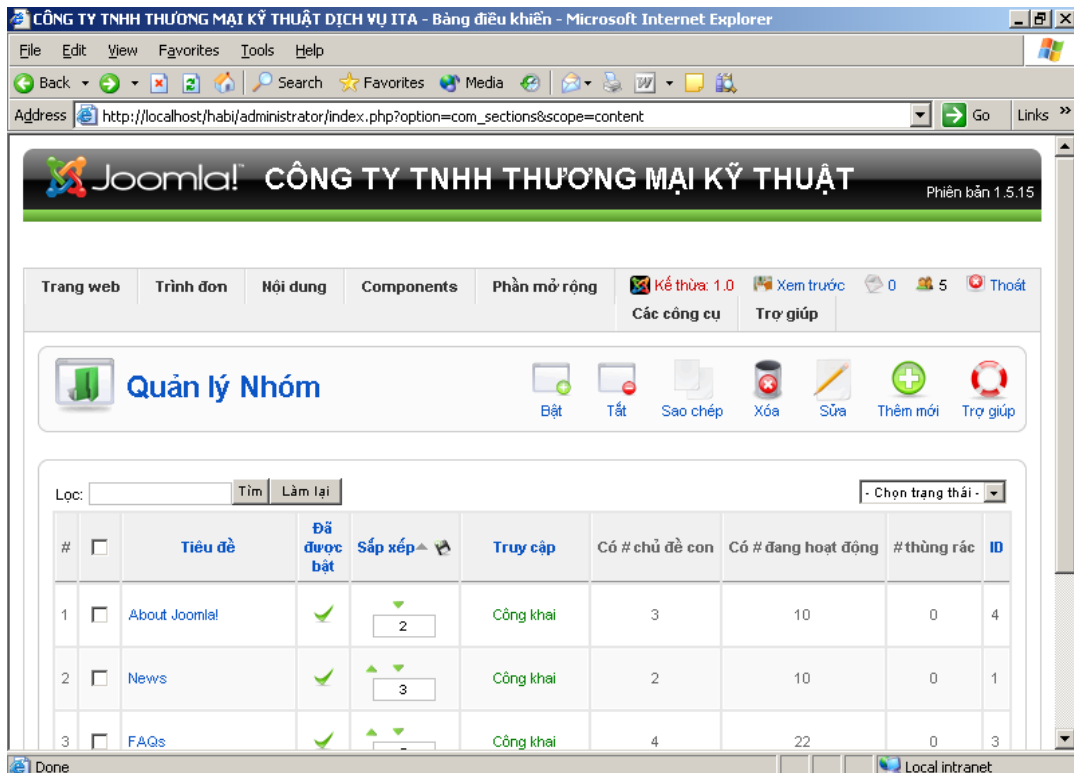 CÔNG TY TNHH THƯƠNG MẠI KỸ THUẬT DỊCH VỤ ITA - Bảng điều khiển - Microsoft Internet Explorer
File Edit View Favorites Tools Help
Back Search Favorites Media
Address http://localhost/habi/administrator/index.php?option=com_sections&scope=content Go Links »
Joomla!™ CÔNG TY TNHH THƯƠNG MẠI KỸ THUẬT Phiên bản 1.5.15
Trang web Trình đơn Nội dung Components Phần mở rộng Kế thừa: 1.0 Xem trước 0 5 Thoát
Các công cụ Trợ giúp
Quản lý Nhóm
Bật Tắt Sao chép Xóa Sửa Thêm mới Trợ giúp
Lọc: Tìm Làm lại - Chọn trạng thái -
# Tiêu đề Đã được bật Sắp xếp Truy cập Có # chủ đề con Có # đang hoạt động # thùng rác ID
1 About Joomla! 2 Công khai 3 10 0 4
2 News 3 Công khai 2 10 0 1
3 FAQs Công khai 4 22 0 3
Done Local intranet